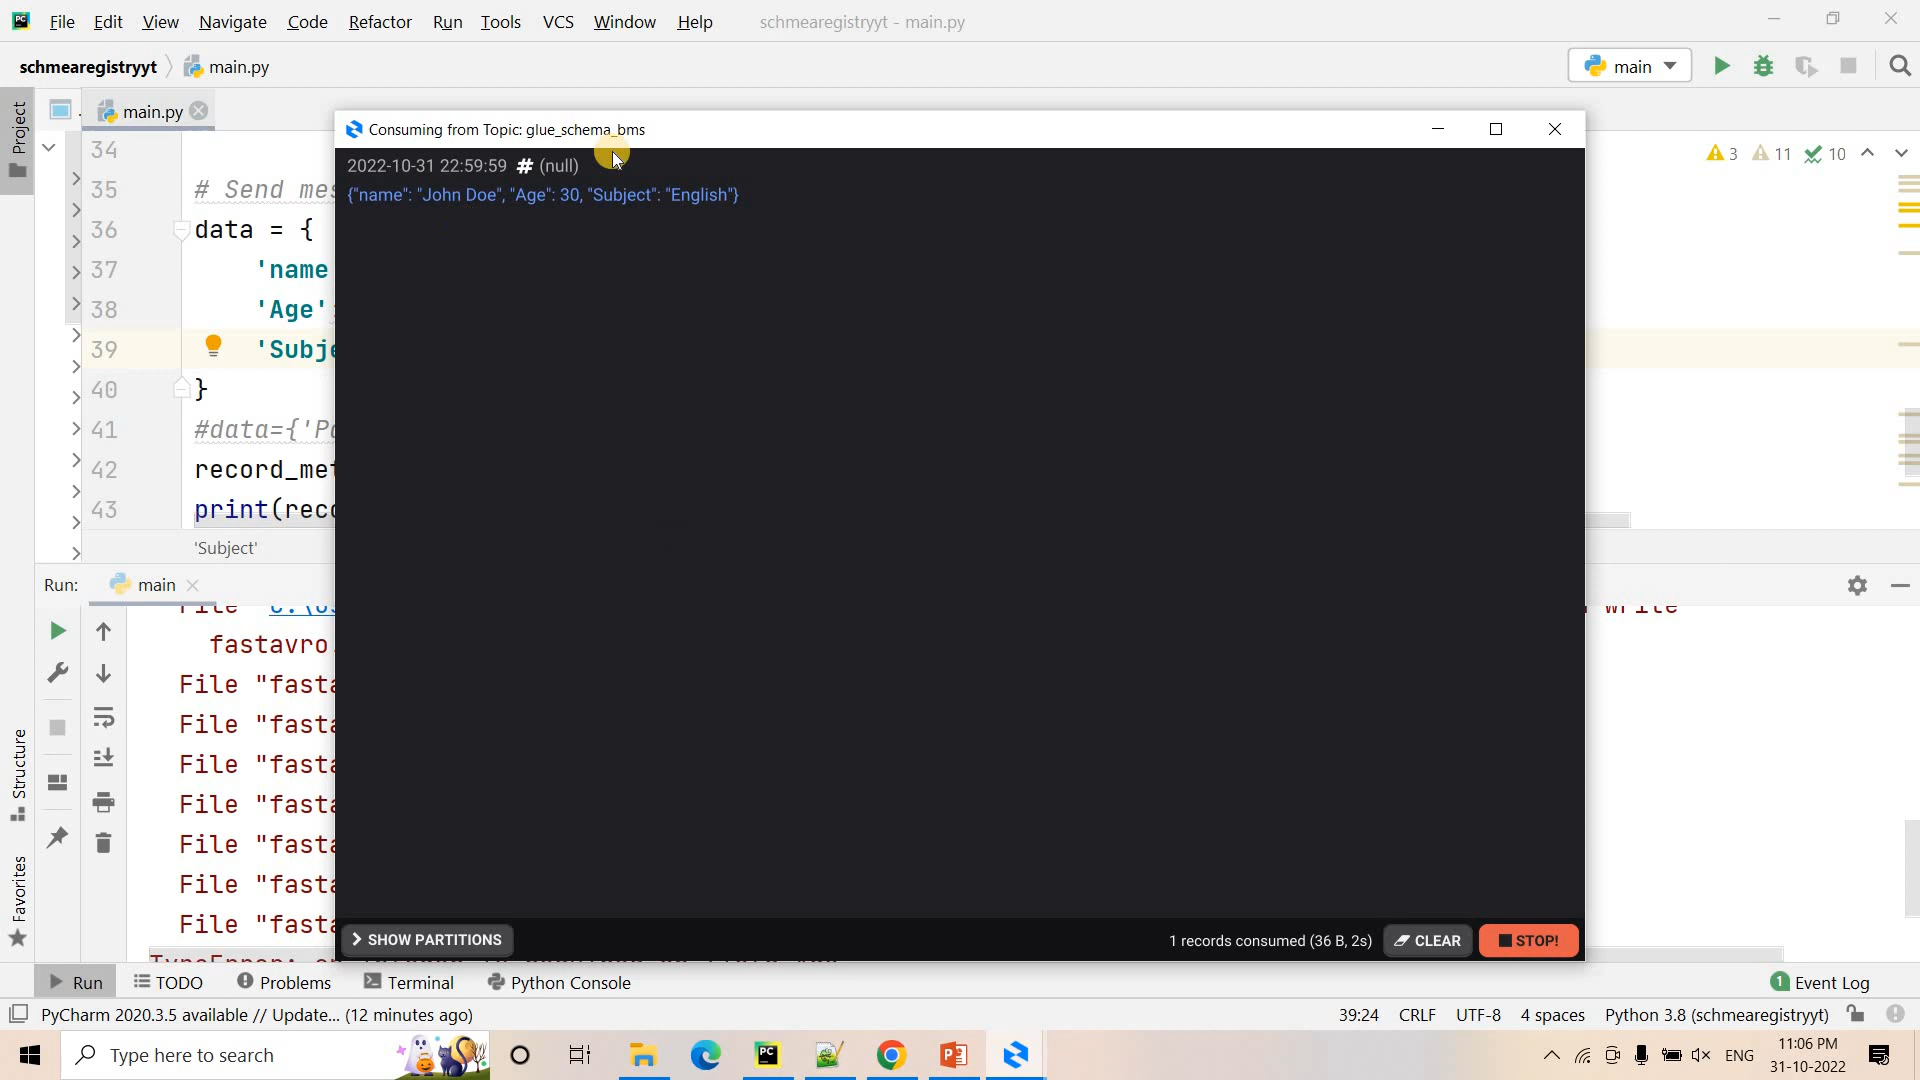 File Edit View Navigate Code Refactor Run Tools VCS Window Help schmearegistryyt - main.py
schmearegistryyt main.py main
Project main.py
Consuming from Topic: glue_schema_bms
2022-10-31 22:59:59 # (null)
{"name": "John Doe", "Age": 30, "Subject": "English"}
3 11 10
34
35 # Send mes
36 data = {
37 'name
38 'Age'
39 'Subje
40 }
41 #data={'P
42 record_met
43 print(reco
'Subject'
Run: main
File write
fastavro.
File "fasta
File "fasta
File "fasta
File "fasta
File "fasta
File "fasta
File "fasta
Structure
Favorites
SHOW PARTITIONS 1 records consumed (36 B, 2s) CLEAR STOP!
Run TODO Problems Terminal Python Console 1 Event Log
PyCharm 2020.3.5 available // Update... (12 minutes ago) 39:24 CRLF UTF-8 4 spaces Python 3.8 (schmearegistryyt)
Type here to search ENG 11:06 PM
31-10-2022